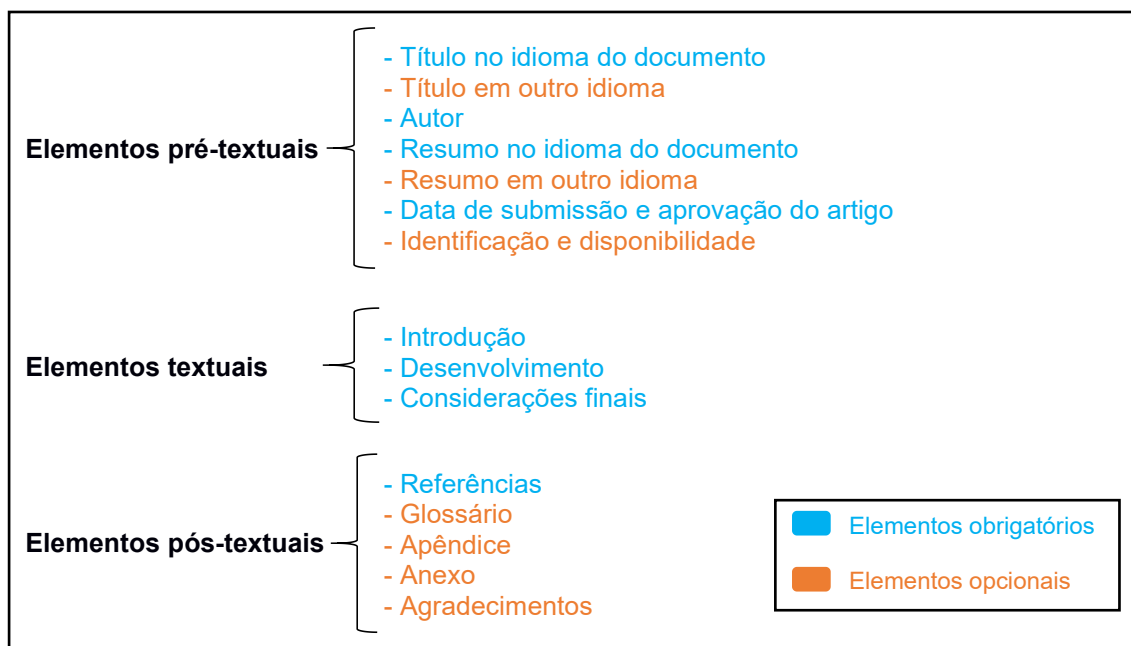 Elementos pré-textuais
- Título no idioma do documento
- Título em outro idioma
- Autor
- Resumo no idioma do documento
- Resumo em outro idioma
- Data de submissão e aprovação do artigo
- Identificação e disponibilidade
Elementos textuais
- Introdução
- Desenvolvimento
- Considerações finais
Elementos pós-textuais
- Referências
- Glossário
- Apêndice
- Anexo
- Agradecimentos
Elementos obrigatórios
Elementos opcionais